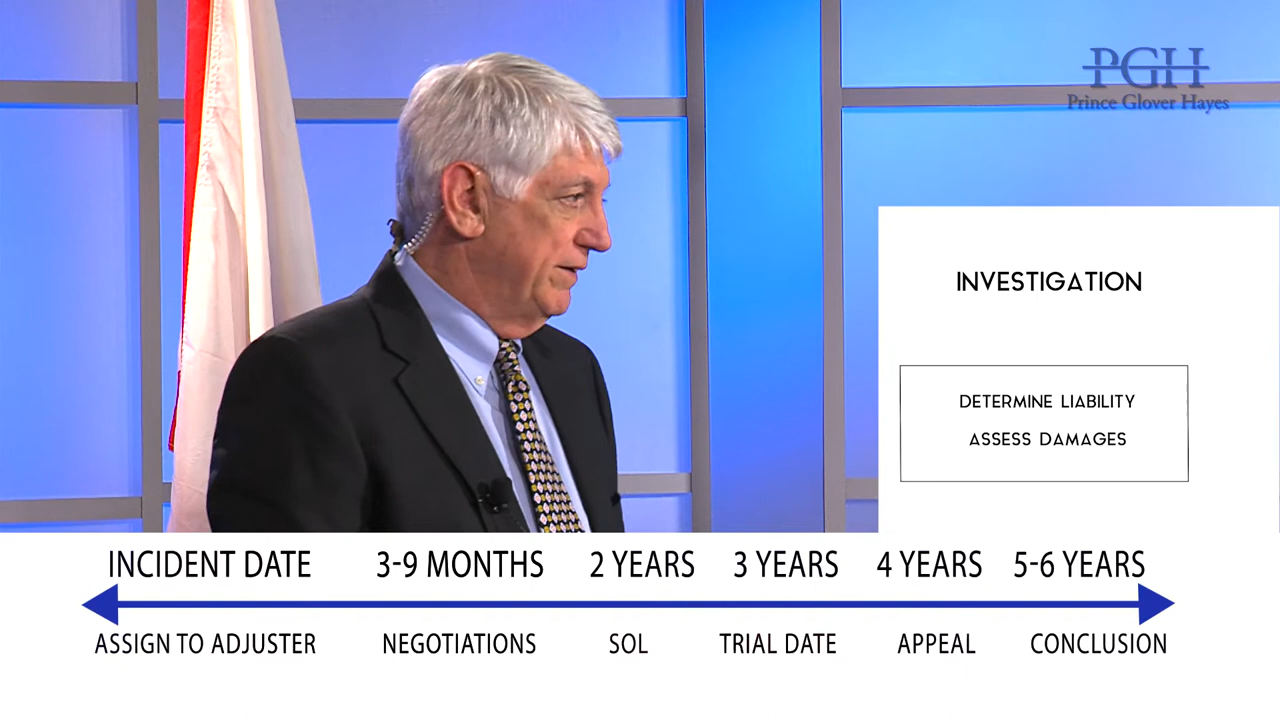 PGH
Prince Glover Hayes
INVESTIGATION
DETERMINE LIABILITY
ASSESS DAMAGES
INCIDENT DATE 3-9 MONTHS 2 YEARS 3 YEARS 4 YEARS 5-6 YEARS
ASSIGN TO ADJUSTER NEGOTIATIONS SOL TRIAL DATE APPEAL CONCLUSION